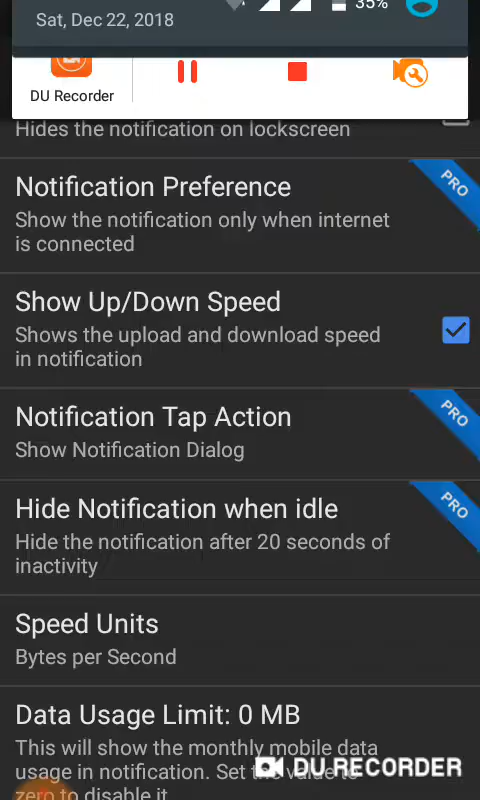 Sat, Dec 22, 2018
35%
DU Recorder
Hides the notification on lockscreen
Notification Preference
Show the notification only when internet
is connected
PRO
Show Up/Down Speed
Shows the upload and download speed
in notification
Notification Tap Action
Show Notification Dialog
PRO
Hide Notification when idle
Hide the notification after 20 seconds of
inactivity
PRO
Speed Units
Bytes per Second
Data Usage Limit: 0 MB
This will show the monthly mobile data
usage in notification. Set the value to
zero to disable it
DU RECORDER